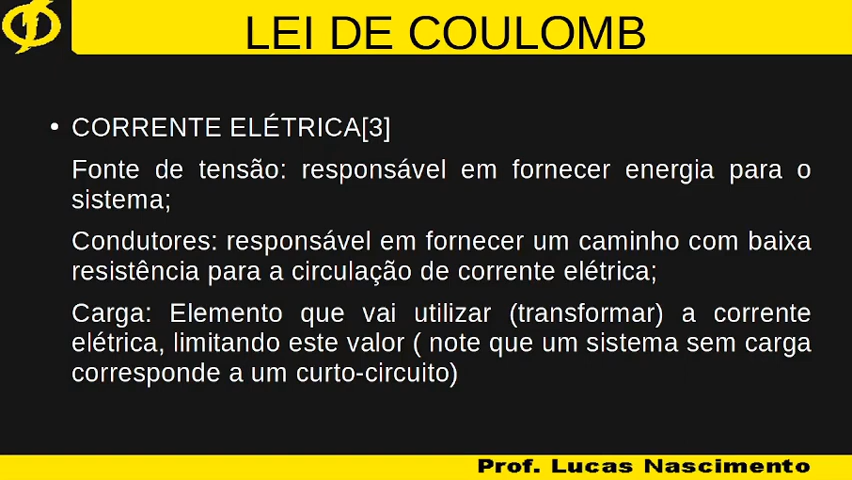 LEI DE COULOMB
• CORRENTE ELÉTRICA[3]
Fonte de tensão: responsável em fornecer energia para o
sistema;
Condutores: responsável em fornecer um caminho com baixa
resistência para a circulação de corrente elétrica;
Carga: Elemento que vai utilizar (transformar) a corrente
elétrica, limitando este valor ( note que um sistema sem carga
corresponde a um curto-circuito)
Prof. Lucas Nascimento